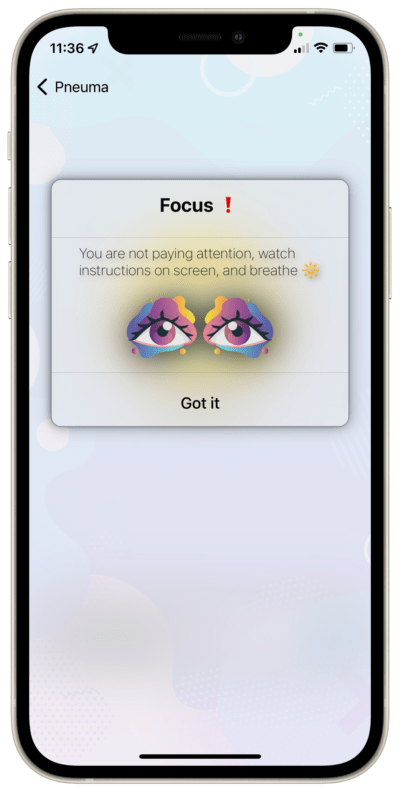 11:36
Pneuma
Focus ❗
You are not paying attention, watch
instructions on screen, and breathe
Got it